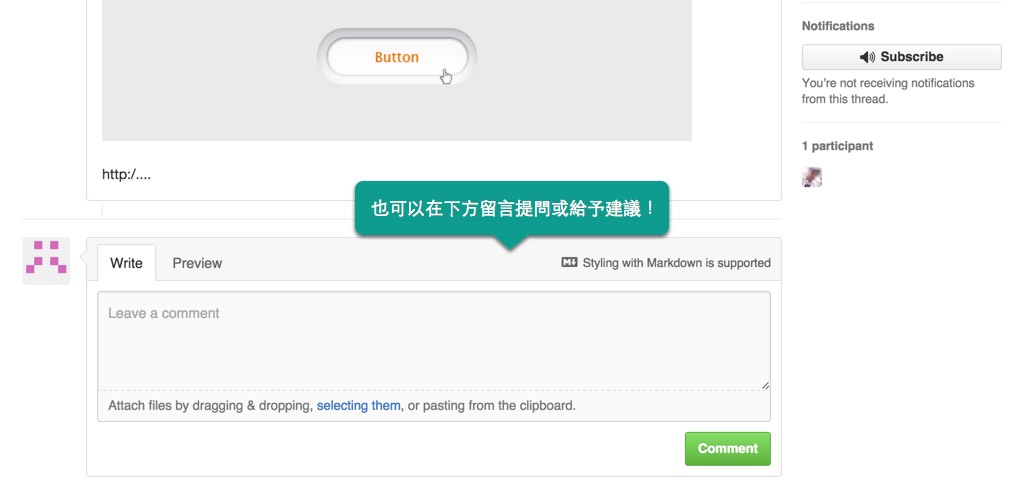 Button
http:/....
也可以在下方留言提問或給予建議！
Write
Preview
Styling with Markdown is supported
Leave a comment
Attach files by dragging & dropping, selecting them, or pasting from the clipboard.
Comment
Notifications
Subscribe
You're not receiving notifications
from this thread.
1 participant